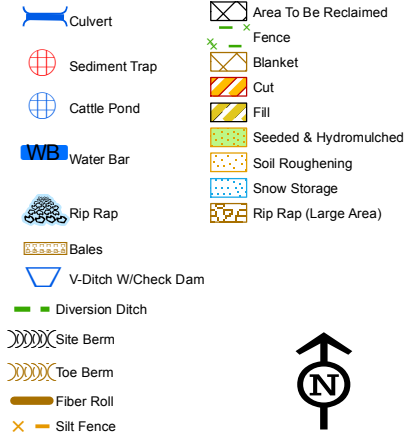 Culvert
Sediment Trap
Cattle Pond
WB Water Bar
Rip Rap
Bales
V-Ditch W/Check Dam
Diversion Ditch
Site Berm
Toe Berm
Fiber Roll
Silt Fence
Area To Be Reclaimed
Fence
Blanket
Cut
Fill
Seeded & Hydromulched
Soil Roughening
Snow Storage
Rip Rap (Large Area)
N